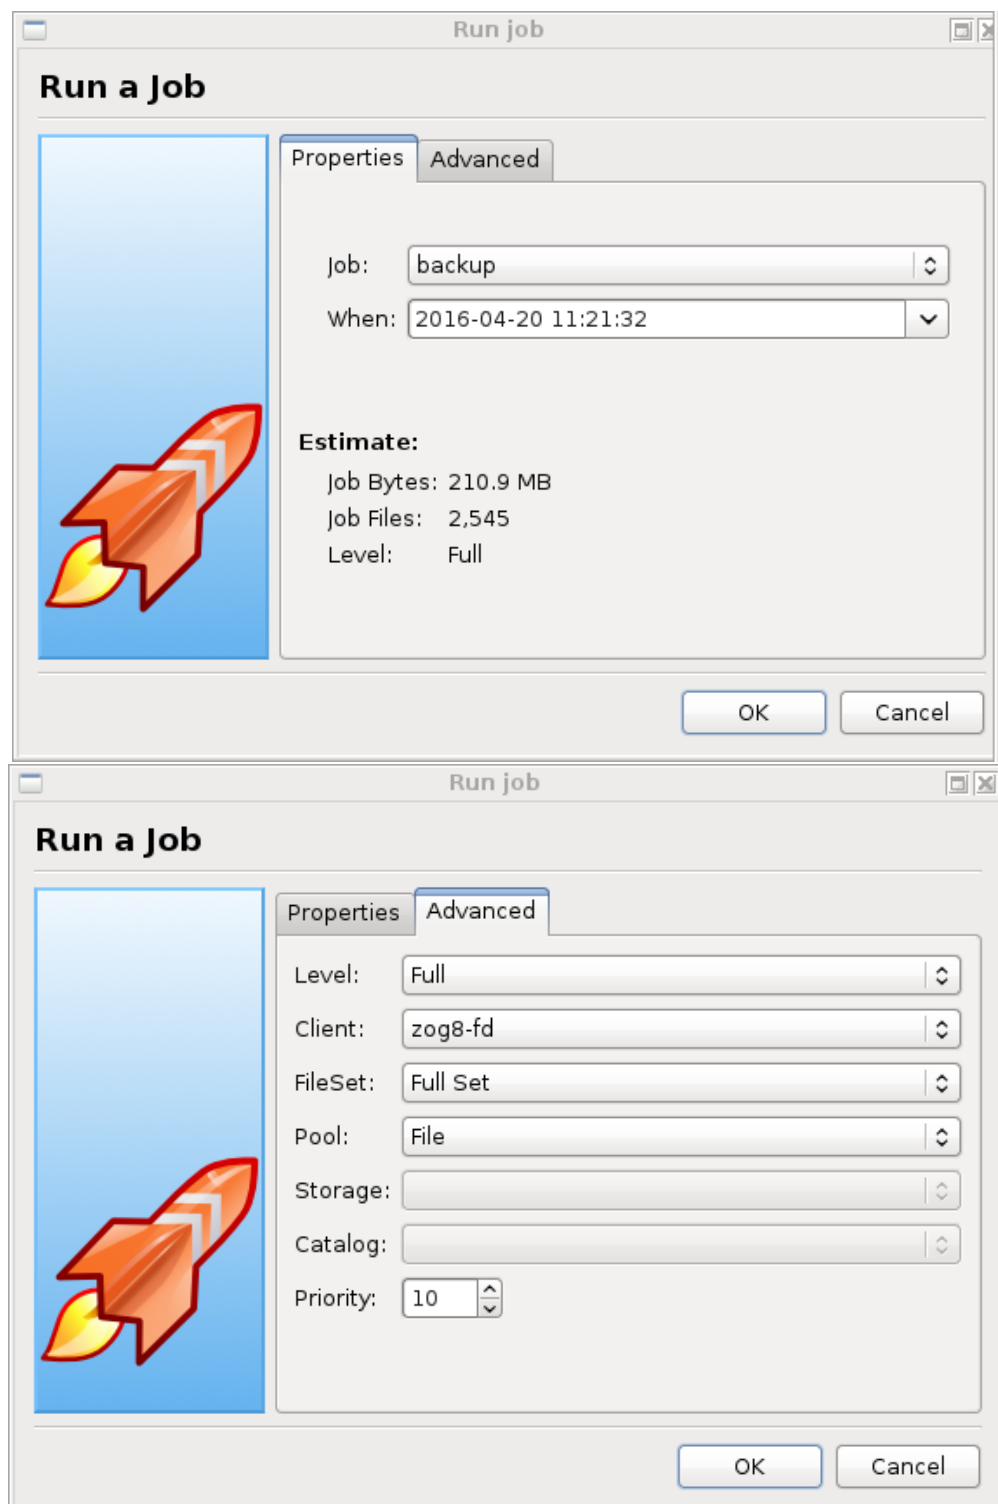 Run job
Run a Job
Properties Advanced
Job: backup
When: 2016-04-20 11:21:32
Estimate:
Job Bytes: 210.9 MB
Job Files: 2,545
Level: Full
OK Cancel
Run job
Run a Job
Properties Advanced
Level: Full
Client: zog8-fd
FileSet: Full Set
Pool: File
Storage:
Catalog:
Priority: 10
OK Cancel